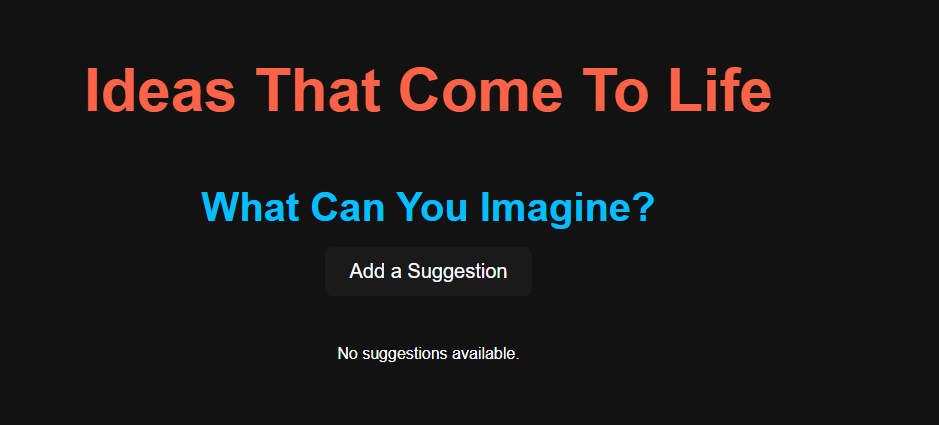 Ideas That Come To Life
What Can You Imagine?
Add a Suggestion
No suggestions available.